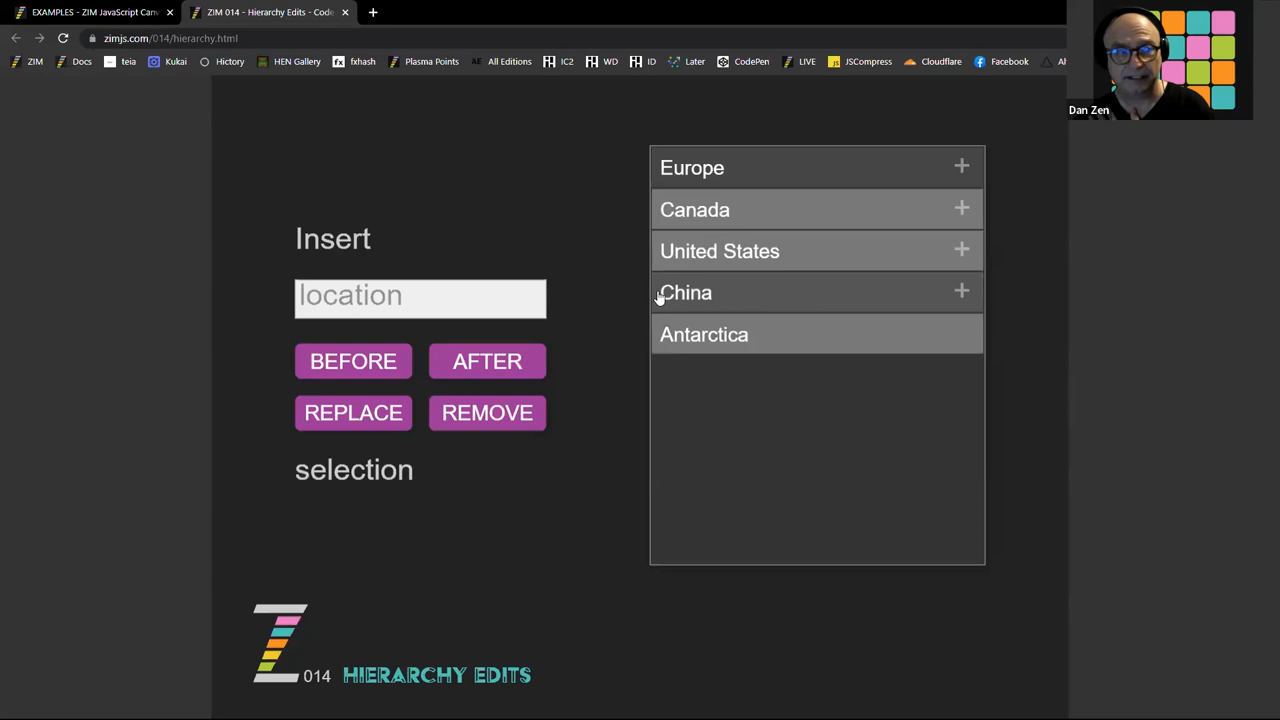 EXAMPLES - ZIM JavaScript Canv
ZIM 014 - Hierarchy Edits - Code
zimjs.com/014/hierarchy.html
ZIM
Docs
teia
Kukai
Hictory
HEN Gallery
fxhash
Plasma Points
All Editions
IC2
WD
ID
Later
CodePen
LIVE
JSCompress
Cloudflare
Facebook
Al
Dan Zen
Insert
location
BEFORE
AFTER
REPLACE
REMOVE
selection
Europe
Canada
United States
China
Antarctica
014 HIERARCHY EDITS